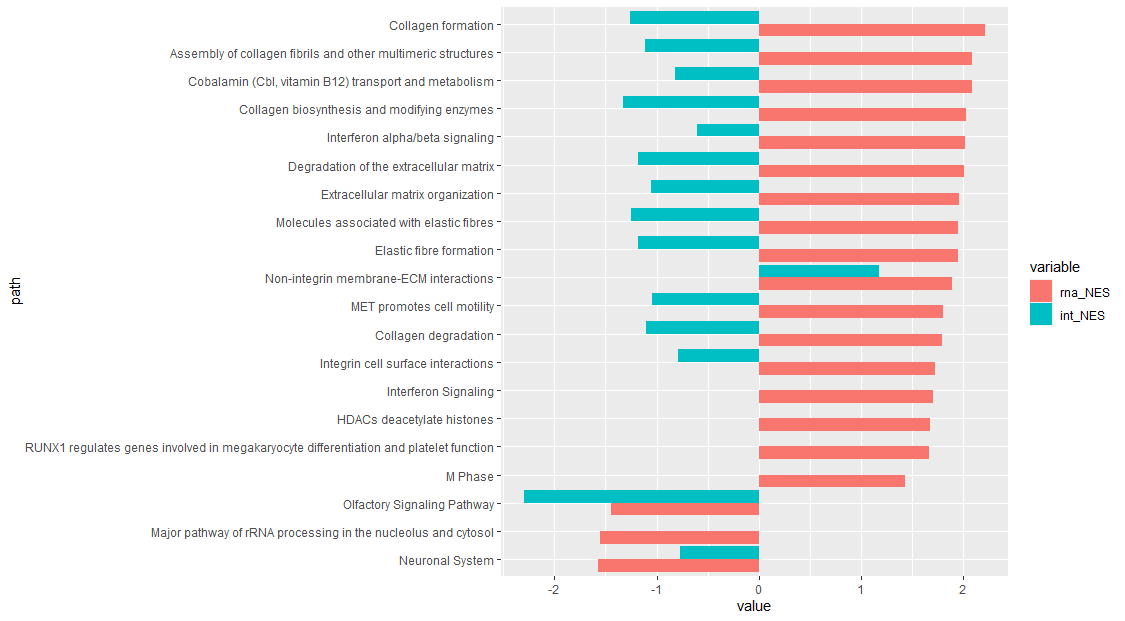 Collagen formation
Assembly of collagen fibrils and other multimeric structures
Cobalamin (Cbl, vitamin B12) transport and metabolism
Collagen biosynthesis and modifying enzymes
Interferon alpha/beta signaling
Degradation of the extracellular matrix
Extracellular matrix organization
Molecules associated with elastic fibres
Elastic fibre formation
Non-integrin membrane-ECM interactions
MET promotes cell motility
Collagen degradation
Integrin cell surface interactions
Interferon Signaling
HDACs deacetylate histones
RUNX1 regulates genes involved in megakaryocyte differentiation and platelet function
M Phase
Olfactory Signaling Pathway
Major pathway of rRNA processing in the nucleolus and cytosol
Neuronal System
path
-2 -1 0 1 2
value
variable
rna_NES
int_NES